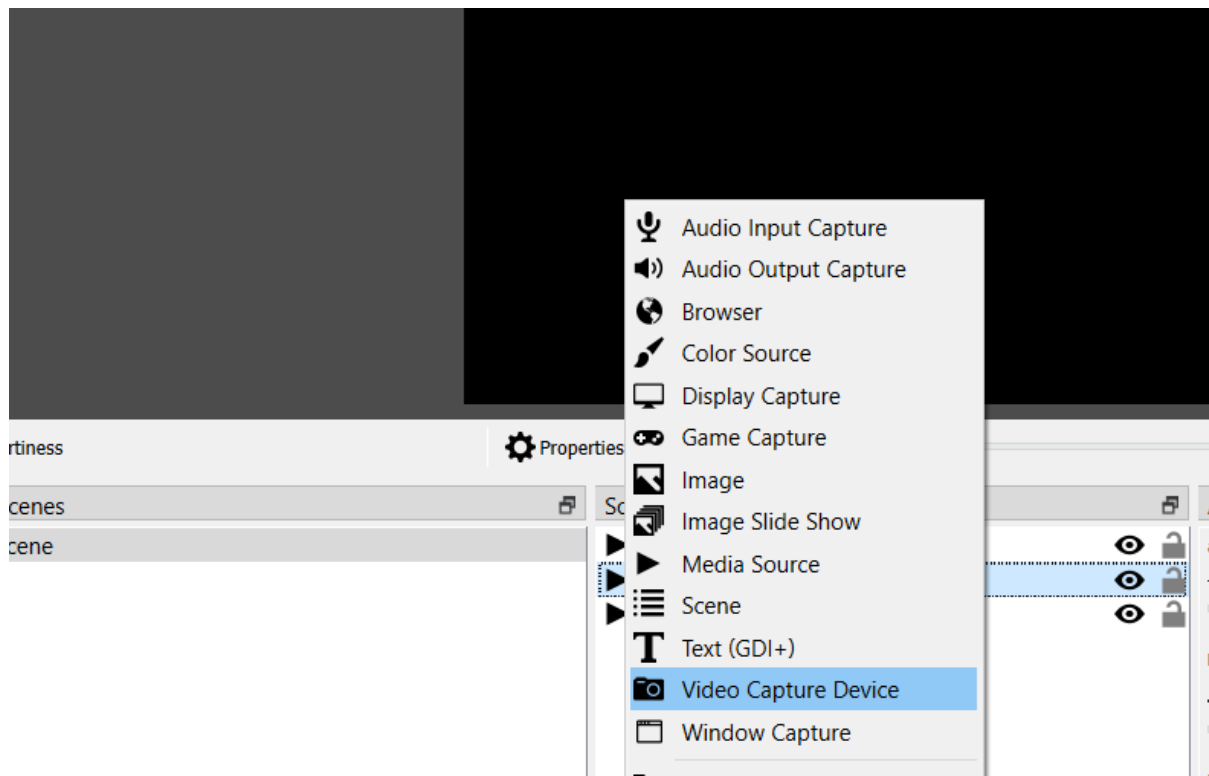 Audio Input Capture
Audio Output Capture
Browser
Color Source
Display Capture
Game Capture
rtiness
Properties
Image
cenes
So
Image Slide Show
cene
Media Source
Scene
Text (GDI+)
Video Capture Device
Window Capture